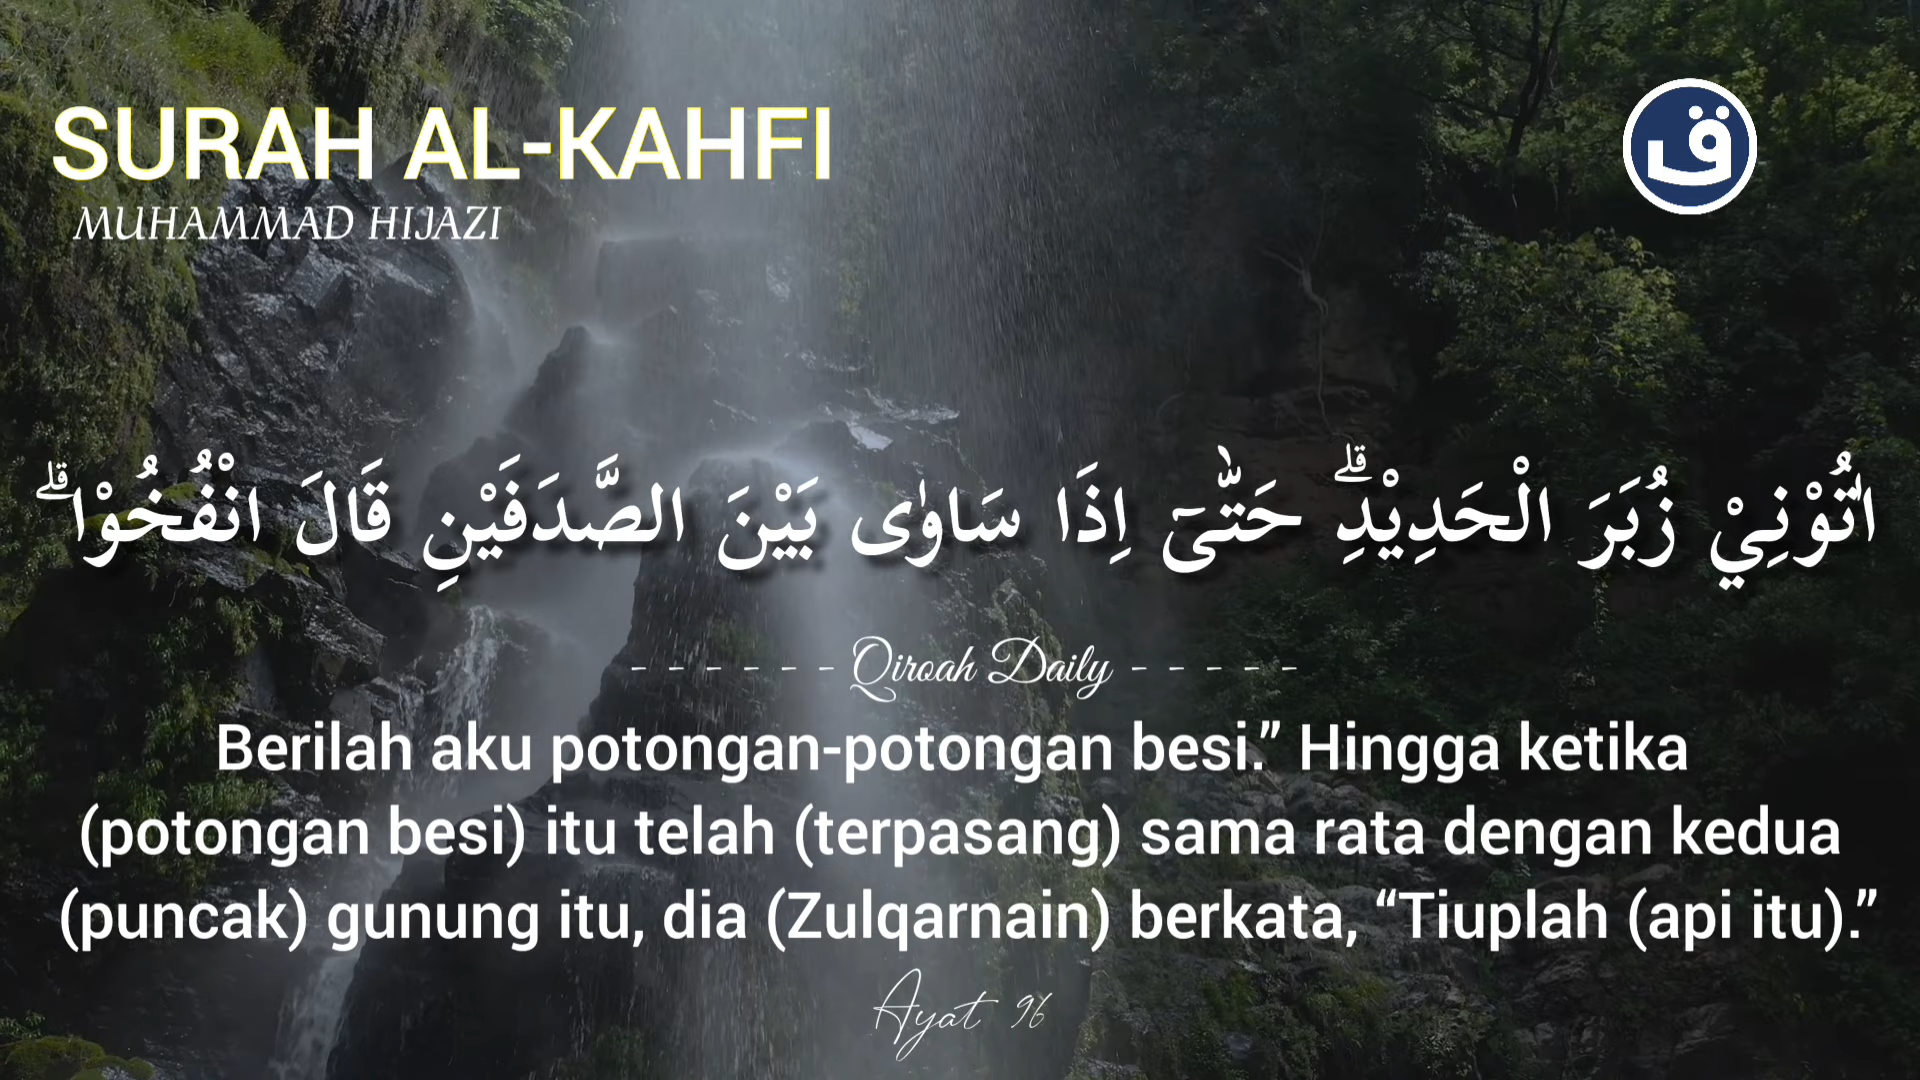 SURAH AL-KAHFI
MUHAMMAD HIJAZI
ق
اٰتُوْنِيْ زُبَرَ الْحَدِيْدِۗ حَتّٰىٓ اِذَا سَاوٰى بَيْنَ الصَّدَفَيْنِ قَالَ انْفُخُوْا ۗ
- - - - - - Qiroah Daily - - - - -
Berilah aku potongan-potongan besi.” Hingga ketika
(potongan besi) itu telah (terpasang) sama rata dengan kedua
(puncak) gunung itu, dia (Zulqarnain) berkata, “Tiuplah (api itu).”
Ayat 96